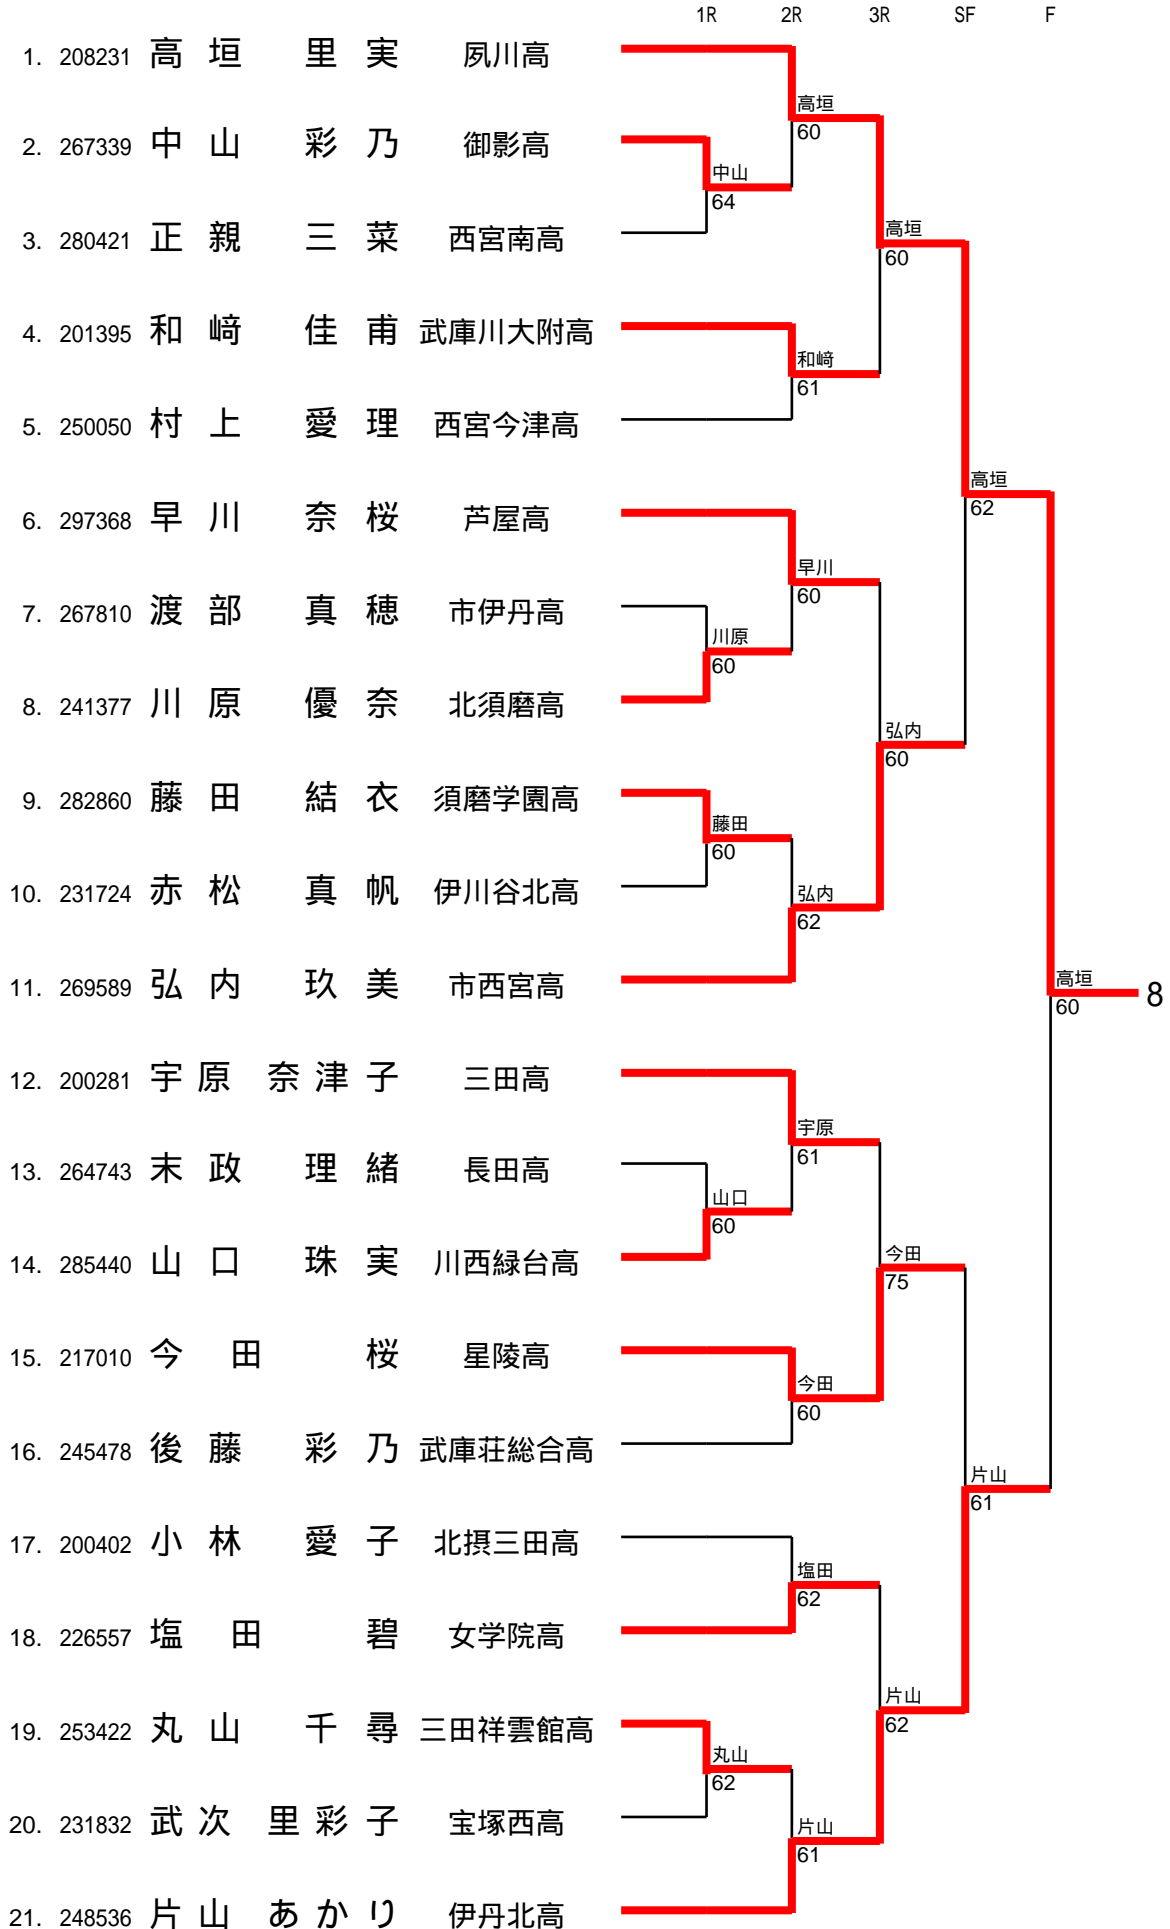 1R 2R 3R SF F
1. 208231 高垣 里実 夙川高
高垣
60
2. 267339 中山 彩乃 御影高
中山
64
3. 280421 正親 三菜 西宮南高
高垣
60
4. 201395 和﨑 佳甫 武庫川大附高
和﨑
61
5. 250050 村上 愛理 西宮今津高
高垣
62
6. 297368 早川 奈桜 芦屋高
早川
60
7. 267810 渡部 真穂 市伊丹高
川原
60
8. 241377 川原 優奈 北須磨高
弘内
60
9. 282860 藤田 結衣 須磨学園高
藤田
60
10. 231724 赤松 真帆 伊川谷北高
弘内
62
11. 269589 弘内 玖美 市西宮高
高垣
60
8
12. 200281 宇原 奈津子 三田高
宇原
61
13. 264743 末政 理緒 長田高
山口
60
14. 285440 山口 珠実 川西緑台高
今田
75
15. 217010 今田 桜 星陵高
今田
60
16. 245478 後藤 彩乃 武庫荘総合高
片山
61
17. 200402 小林 愛子 北摂三田高
塩田
62
18. 226557 塩田 碧 女学院高
片山
62
19. 253422 丸山 千尋 三田祥雲館高
丸山
62
20. 231832 武次 里彩子 宝塚西高
片山
61
21. 248536 片山 あかり 伊丹北高